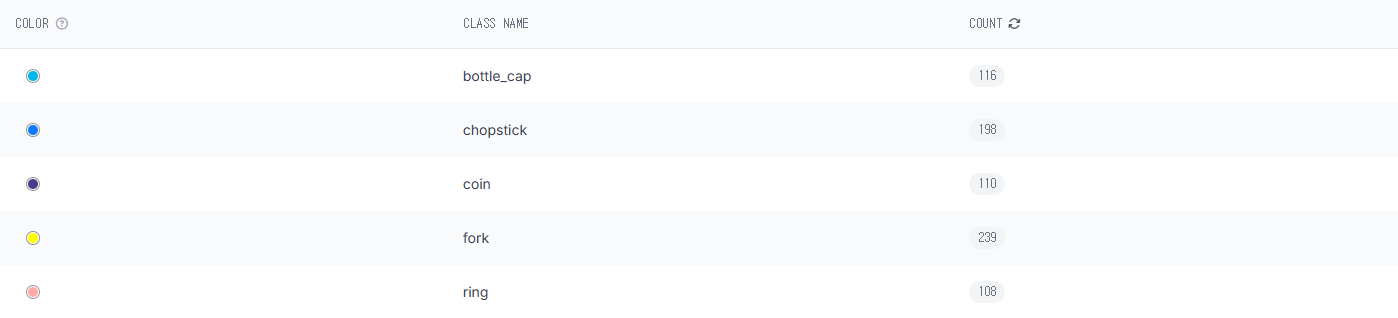 COLOR CLASS NAME COUNT
bottle_cap 116
chopstick 198
coin 110
fork 239
ring 108